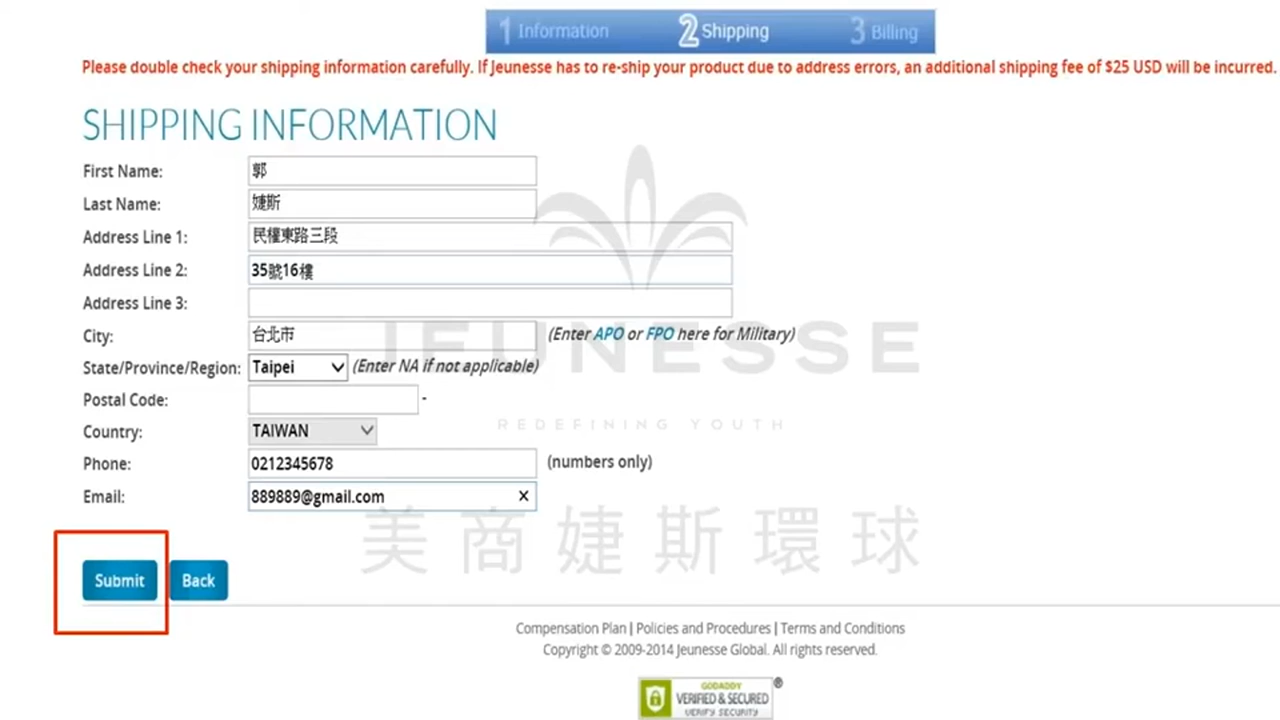 1 Information 2 Shipping 3 Billing
Please double check your shipping information carefully. If Jeunesse has to re-ship your product due to address errors, an additional shipping fee of $25 USD will be incurred.
SHIPPING INFORMATION
First Name: 郭
Last Name: 婕斯
Address Line 1: 民權東路三段
Address Line 2: 35號16樓
Address Line 3:
City: 台北市 (Enter APO or FPO here for Military)
JEUNESSE
State/Province/Region: Taipei (Enter NA if not applicable)
Postal Code: -
REDEFINING YOUTH
Country: TAIWAN
Phone: 0212345678 (numbers only)
Email: 889889@gmail.com ×
美商婕斯環球
Submit Back
Compensation Plan | Policies and Procedures | Terms and Conditions
Copyright © 2009-2014 Jeunesse Global. All rights reserved.
GODADDY ®
VERIFIED & SECURED
VERIFY SECURITY